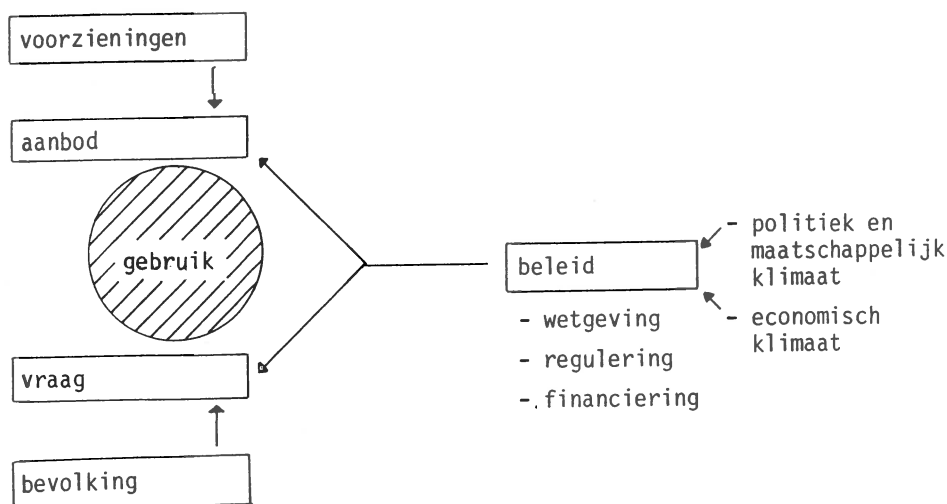 voorzieningen
aanbod
gebruik
vraag
bevolking
beleid
- wetgeving
- regulering
-.financiering
- politiek en
maatschappelijk
klimaat
- economisch
klimaat